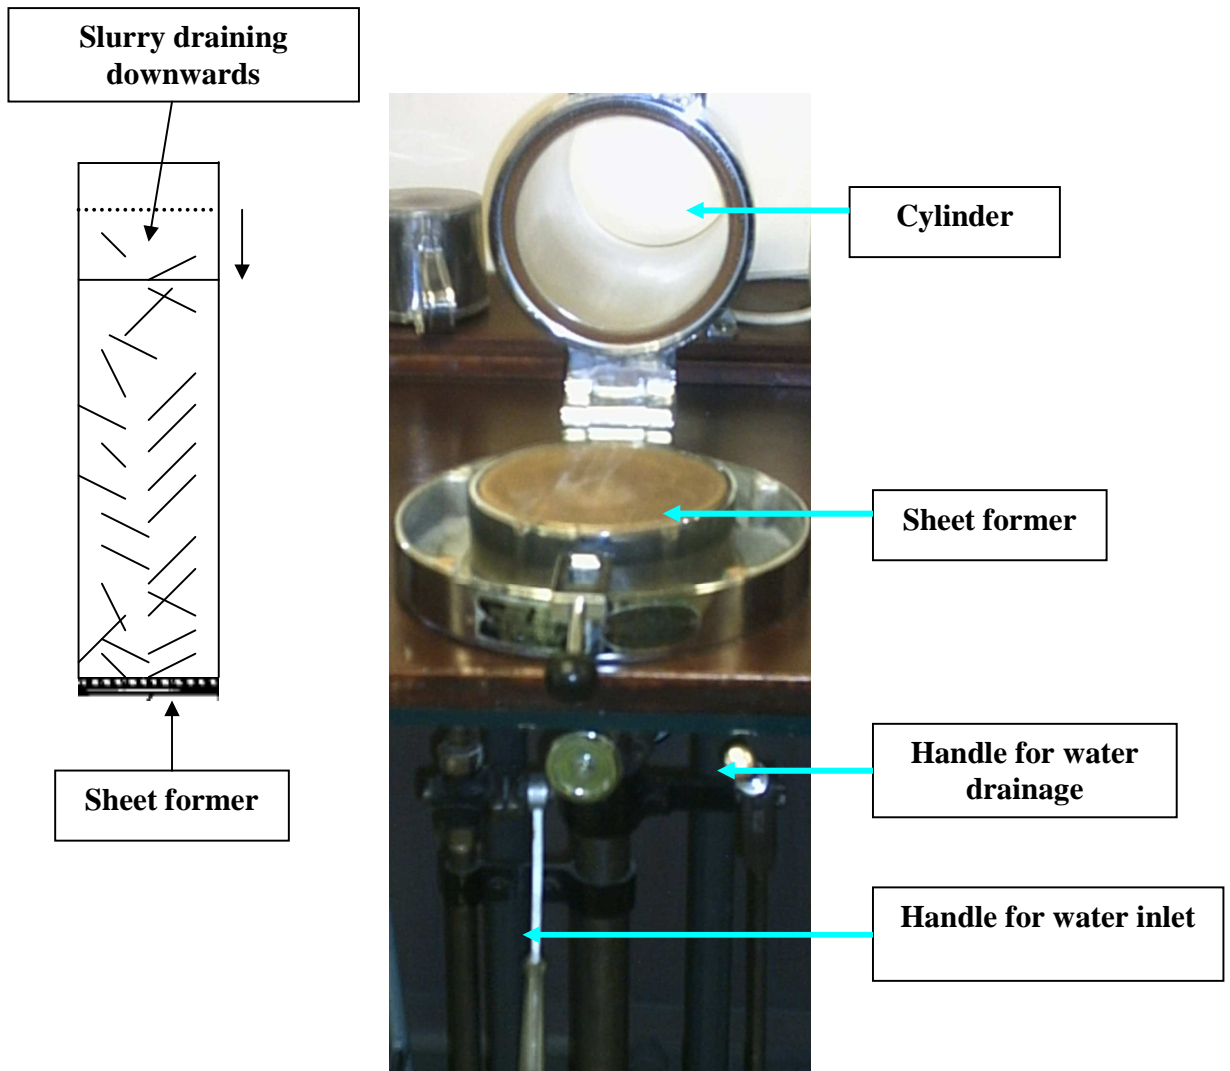 Slurry draining
downwards
Cylinder
Sheet former
Handle for water
drainage
Sheet former
Handle for water inlet